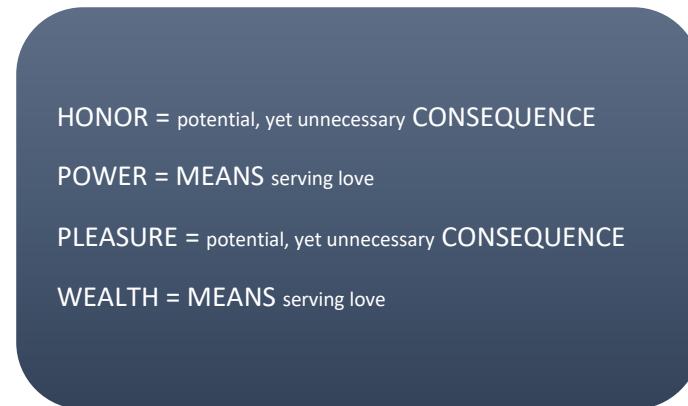 HONOR = potential, yet unnecessary CONSEQUENCE
POWER = MEANS serving love
PLEASURE = potential, yet unnecessary CONSEQUENCE
WEALTH = MEANS serving love